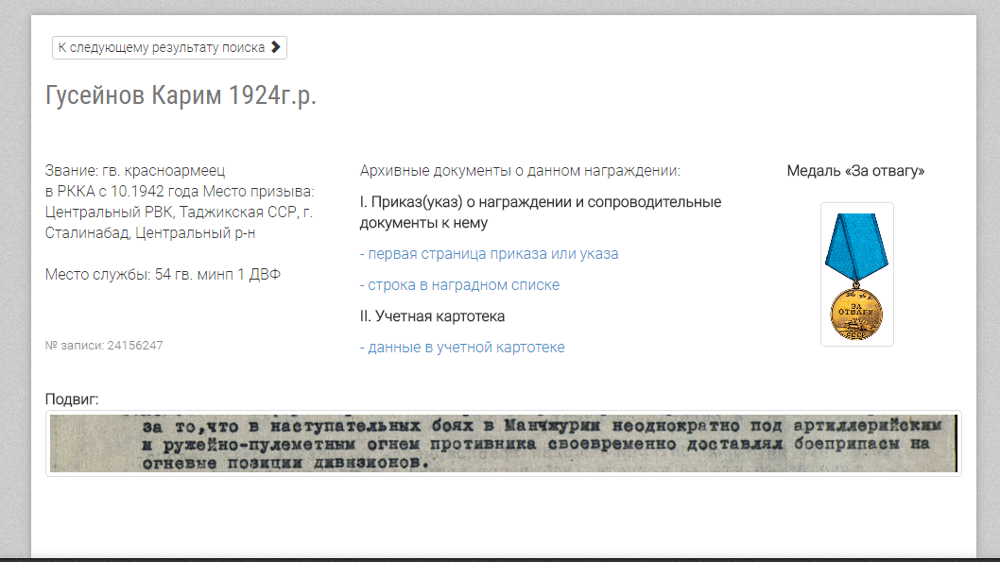 К следующему результату поиска
Гусейнов Карим 1924г.р.
Звание: гв. красноармеец
в РККА с 10.1942 года Место призыва:
Центральный РВК, Таджикская ССР, г.
Сталинабад, Центральный р-н
Место службы: 54 гв. минп 1 ДВФ
№ записи: 24156247
Архивные документы о данном награждении:
I. Приказ(указ) о награждении и сопроводительные
документы к нему
- первая страница приказа или указа
- строка в наградном списке
II. Учетная картотека
- данные в учетной картотеке
Медаль «За отвагу»
ЗА
ОТВАГУ
СССР
Подвиг:
за то,что в наступательных боях в Манчжурии неоднократно под артиллерийским
и ружейно-пулеметным огнем противника своевременно доставлял боеприпасы на
огневые позиции дивизионов.